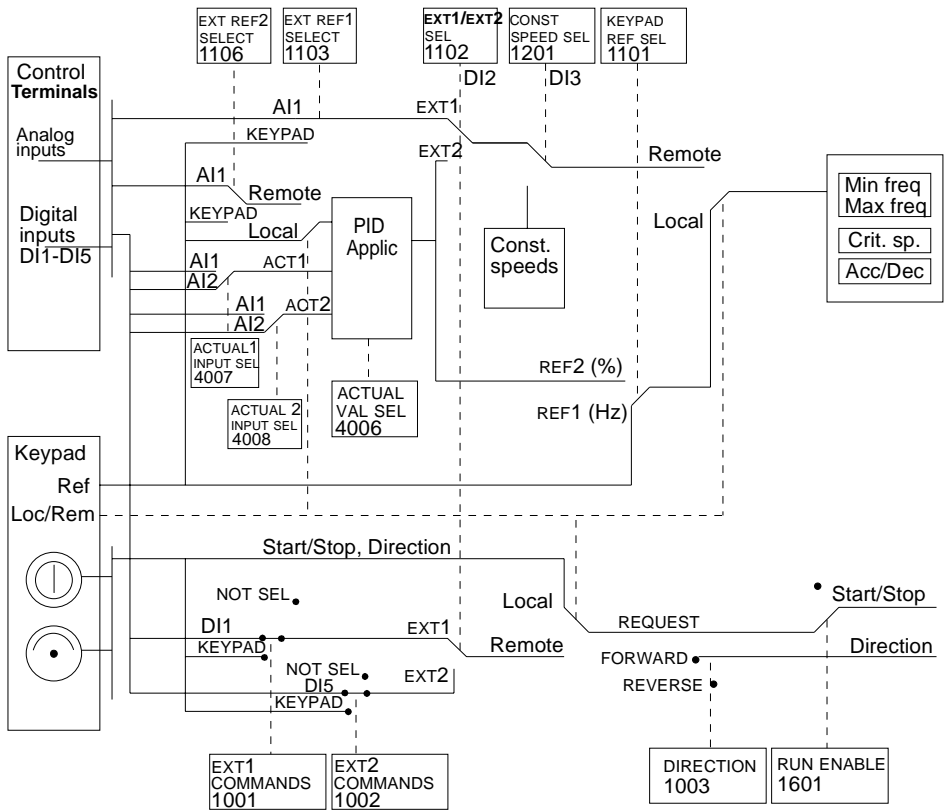 EXT REF2
SELECT
1106
EXT REF1
SELECT
1103
EXT1/EXT2
SEL
1102
CONST
SPEED SEL
1201
KEYPAD
REF SEL
1101
DI2
DI3
Control
Terminals
Analog
inputs
Digital
inputs
DI1-DI5
AI1
EXT1
KEYPAD
EXT2
Remote
AI1
Remote
KEYPAD
Local
PID
Applic
Const.
speeds
Local
Min freq
Max freq
Crit. sp.
Acc/Dec
AI1
AI2
ACT1
AI1
AI2
ACT2
ACTUAL1
INPUT SEL
4007
ACTUAL 2
INPUT SEL
4008
ACTUAL
VAL SEL
4006
REF2 (%)
REF1 (Hz)
Keypad
Ref
Loc/Rem
Start/Stop, Direction
NOT SEL
Local
REQUEST
Start/Stop
DI1
EXT1
KEYPAD
Remote
Direction
FORWARD
REVERSE
NOT SEL
DI5
EXT2
KEYPAD
EXT1
COMMANDS
1001
EXT2
COMMANDS
1002
DIRECTION
1003
RUN ENABLE
1601